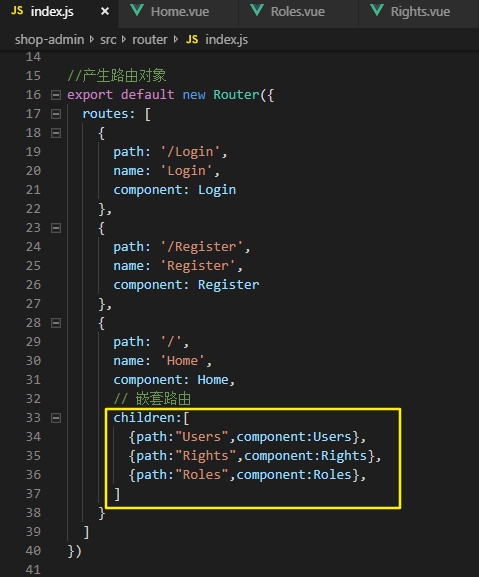 JS index.js × Home.vue Roles.vue Rights.vue
shop-admin > src > router > JS index.js
14
15 //产生路由对象
16 export default new Router({
17 routes: [
18 {
19 path: '/Login',
20 name: 'Login',
21 component: Login
22 },
23 {
24 path: '/Register',
25 name: 'Register',
26 component: Register
27 },
28 {
29 path: '/',
30 name: 'Home',
31 component: Home,
32 // 嵌套路由
33 children:[
34 {path:"Users",component:Users},
35 {path:"Rights",component:Rights},
36 {path:"Roles",component:Roles},
37 ]
38 }
39 ]
40 })
41